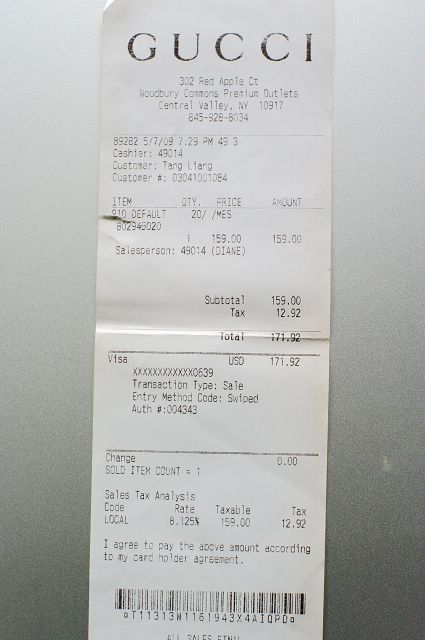 GUCCI
302 Red Apple Ct
Woodbury Commons Premium Outlets
Central Valley, NY 10917
845-928-8034
89282 5/7/09 7:29 PM 49 3
Cashier: 49014
Customer: Tang Liang
Customer #: 03041001084
ITEM QTY. PRICE AMOUNT
910 DEFAULT 20/ /MES
802945020
1 159.00 159.00
Salesperson: 49014 (DIANE)
Subtotal 159.00
Tax 12.92
Total 171.92
Visa USD 171.92
XXXXXXXXXXXX0639
Transaction Type: Sale
Entry Method Code: Swiped
Auth #:004343
Change 0.00
SOLD ITEM COUNT = 1
Sales Tax Analysis
Code Rate Taxable Tax
LOCAL 8.125% 159.00 12.92
I agree to pay the above amount according
to my card holder agreement.
¤T11313W1161943X4AIQPD¤
ALL SALES FINAL